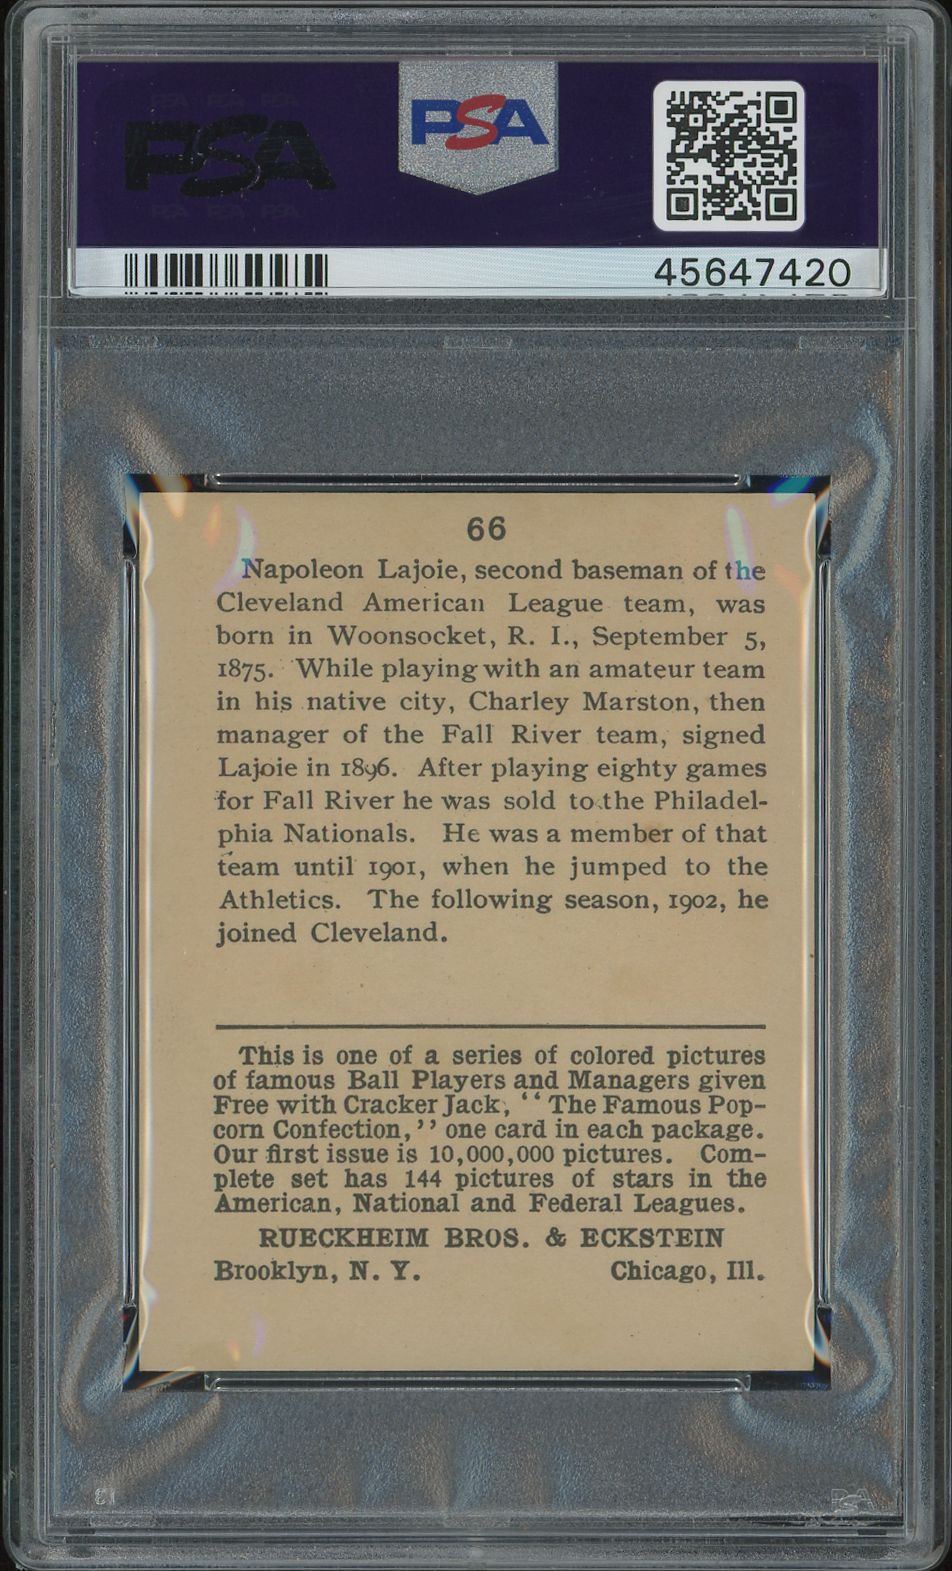 PSA
PSA
45647420
66
Napoleon Lajoie, second baseman of the
Cleveland American League team, was
born in Woonsocket, R. I., September 5,
1875. While playing with an amateur team
in his native city, Charley Marston, then
manager of the Fall River team, signed
Lajoie in 1896. After playing eighty games
for Fall River he was sold to the Philadel-
phia Nationals. He was a member of that
team until 1901, when he jumped to the
Athletics. The following season, 1902, he
joined Cleveland.
This is one of a series of colored pictures
of famous Ball Players and Managers given
Free with Cracker Jack, “The Famous Pop-
corn Confection,” one card in each package.
Our first issue is 10,000,000 pictures. Com-
plete set has 144 pictures of stars in the
American, National and Federal Leagues.
RUECKHEIM BROS. & ECKSTEIN
Brooklyn, N. Y. Chicago, Ill.
PSA